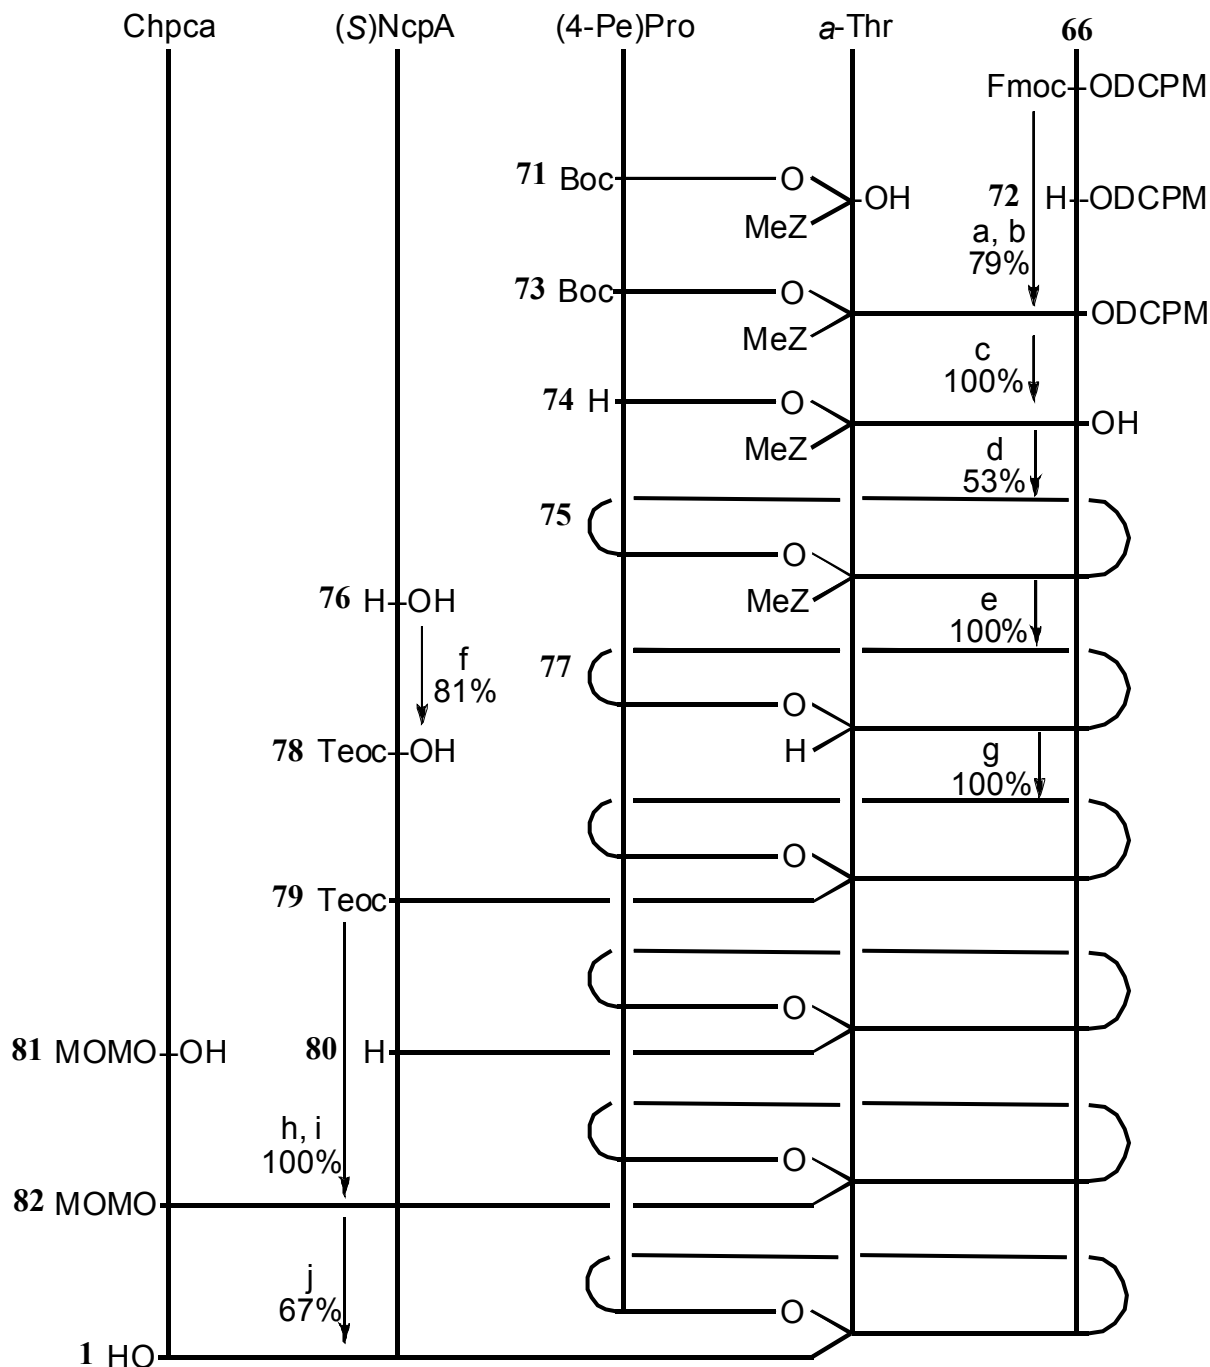 Chpca (S)NcpA (4-Pe)Pro a-Thr 66
Fmoc ODCPM
71 Boc O OH 72 H ODCPM
MeZ a, b
79%
73 Boc O ODCPM
MeZ
c
100%
74 H O OH
MeZ
d
53%
75 O
MeZ
76 H OH e
100%
f
81%
77 O
H
78 Teoc OH g
100%
O
79 Teoc
O
81 MOMO OH 80 H
h, i
100%
O
82 MOMO
j
67%
O
1 HO